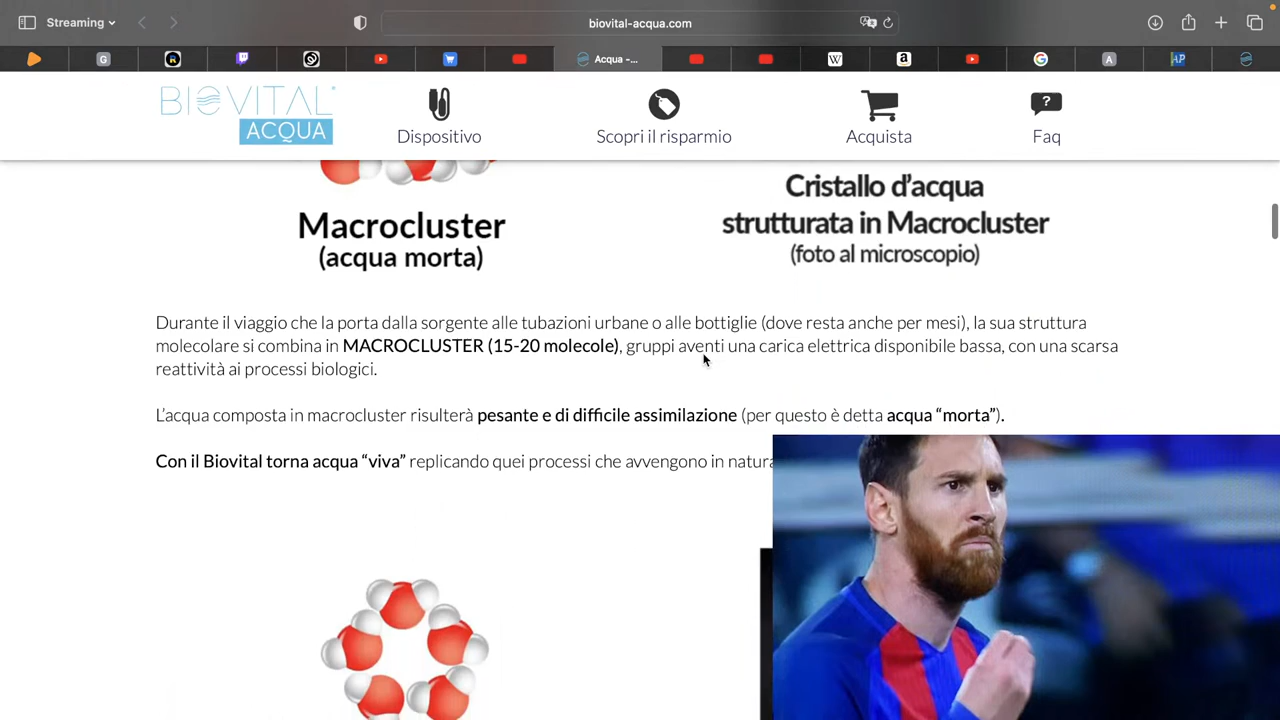 Streaming
biovital-acqua.com
G
R
Acqua -...
W
a
G
A
AP
BIOVITAL
ACQUA
Dispositivo
Scopri il risparmio
Acquista
?
Faq
Macrocluster
(acqua morta)
Cristallo d'acqua
strutturata in Macrocluster
(foto al microscopio)
Durante il viaggio che la porta dalla sorgente alle tubazioni urbane o alle bottiglie (dove resta anche per mesi), la sua struttura
molecolare si combina in MACROCLUSTER (15-20 molecole), gruppi aventi una carica elettrica disponibile bassa, con una scarsa
reattività ai processi biologici.
L'acqua composta in macrocluster risulterà pesante e di difficile assimilazione (per questo è detta acqua “morta”).
Con il Biovital torna acqua “viva” replicando quei processi che avvengono in natura